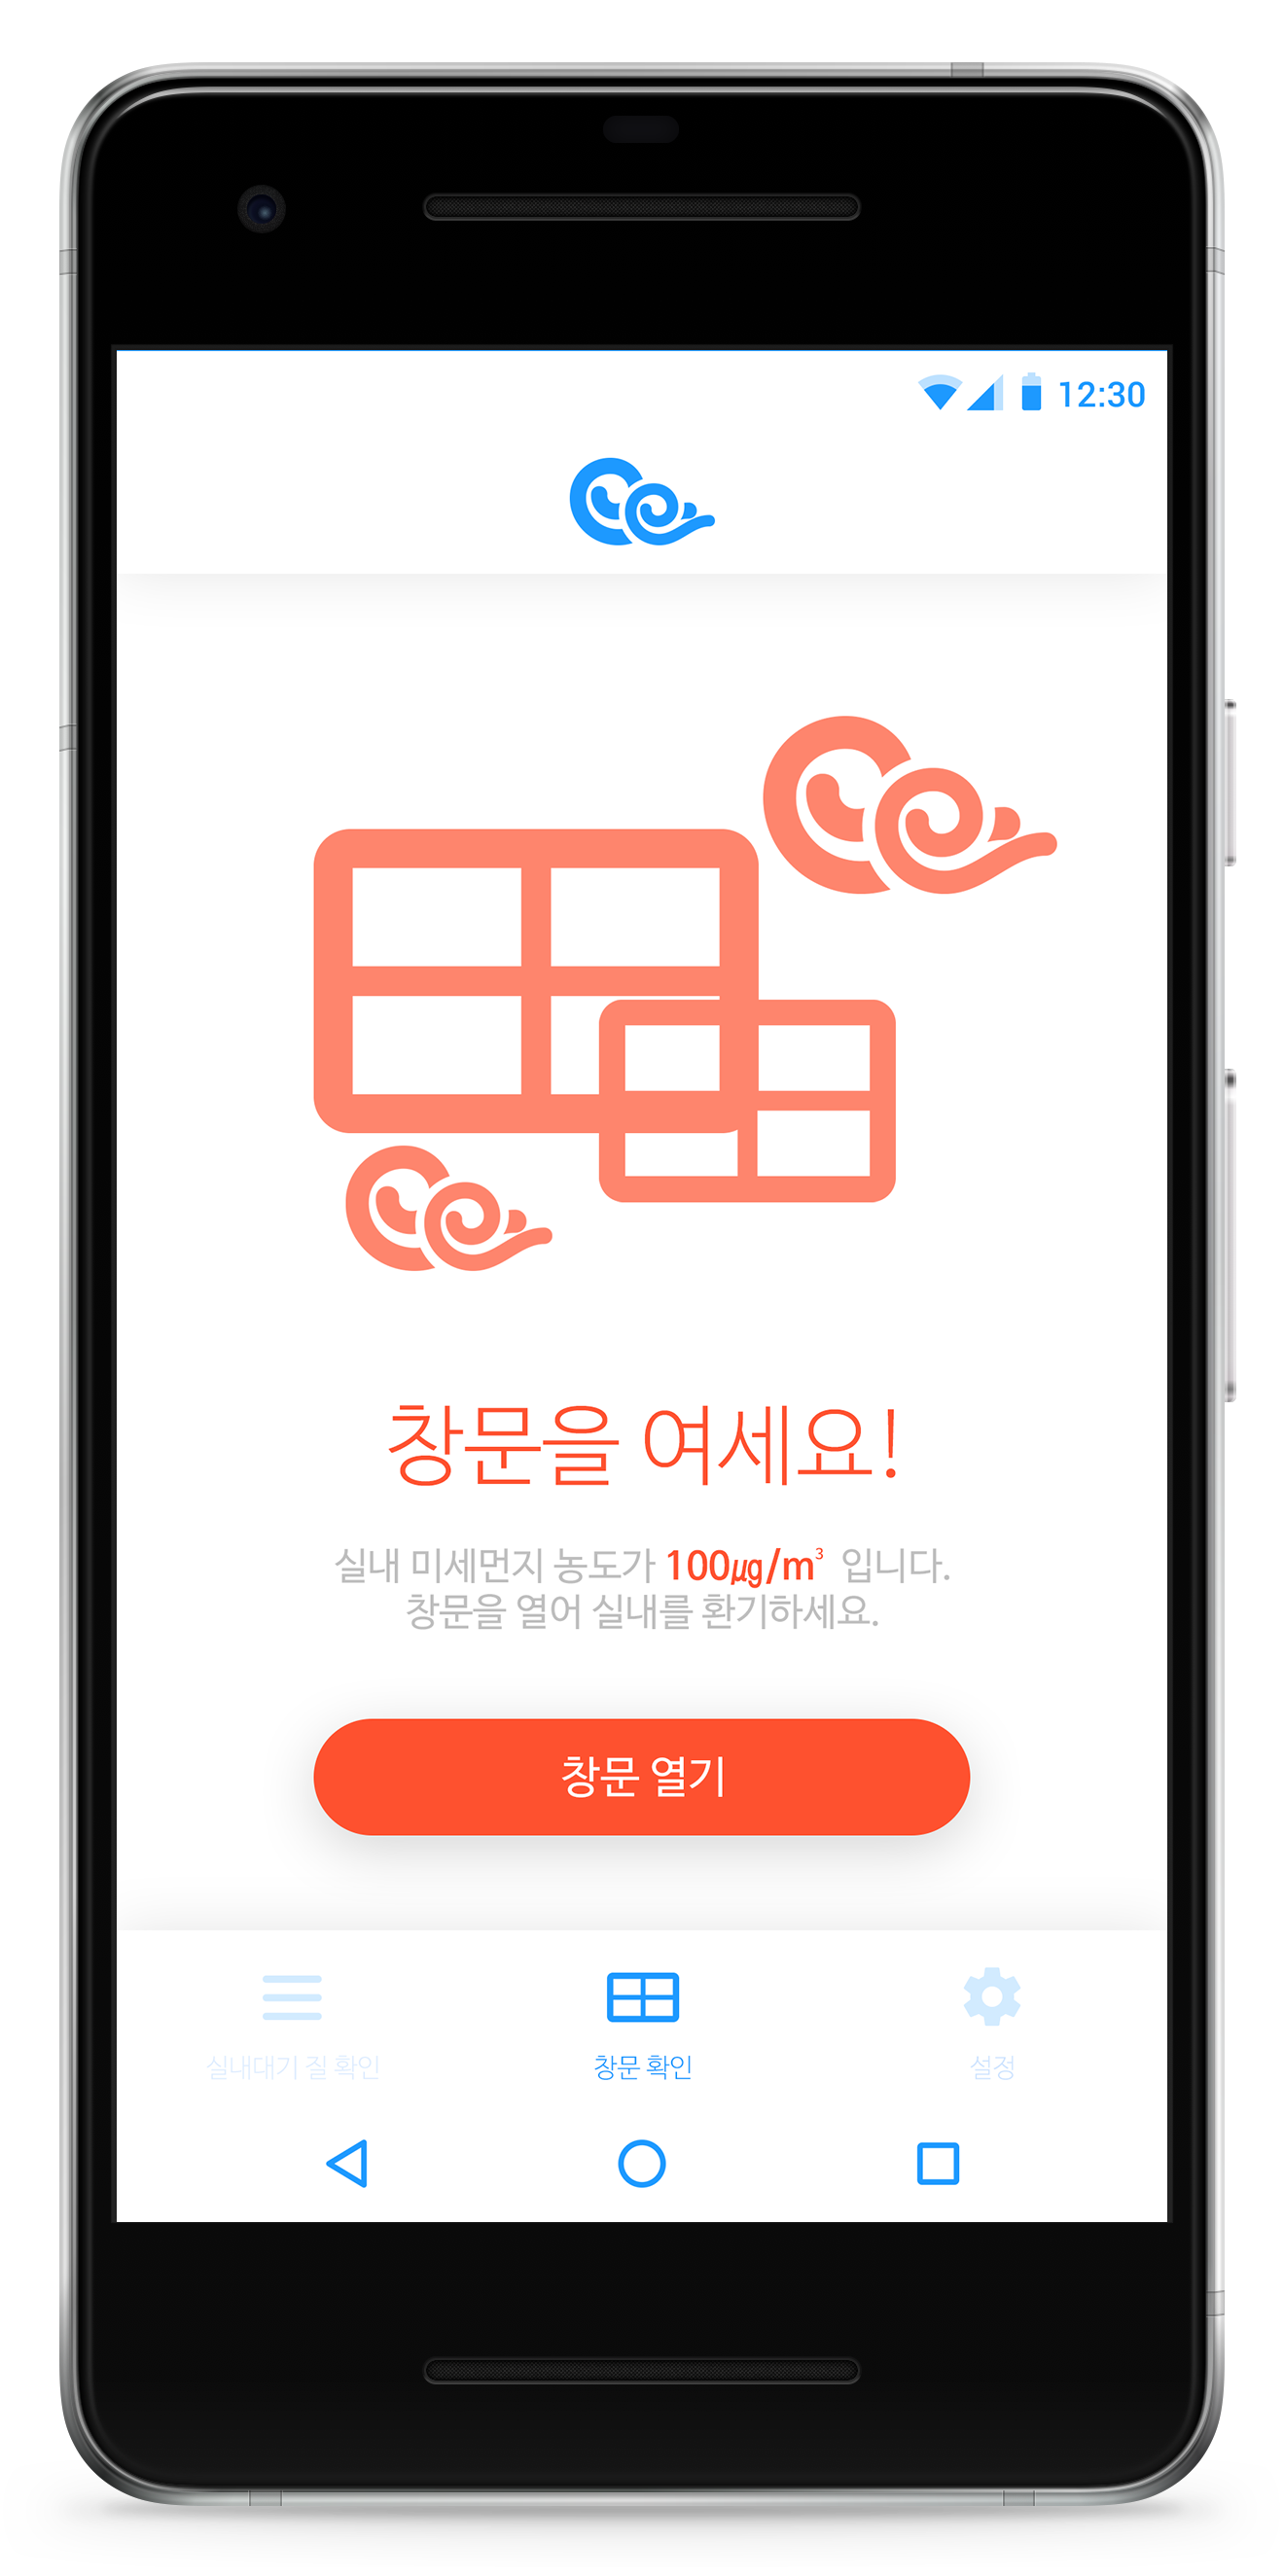 12:30
창문을 여세요!
실내 미세먼지 농도가 100㎍/m³ 입니다.
창문을 열어 실내를 환기하세요.
창문 열기
실내대기 질 확인
창문 확인
설정